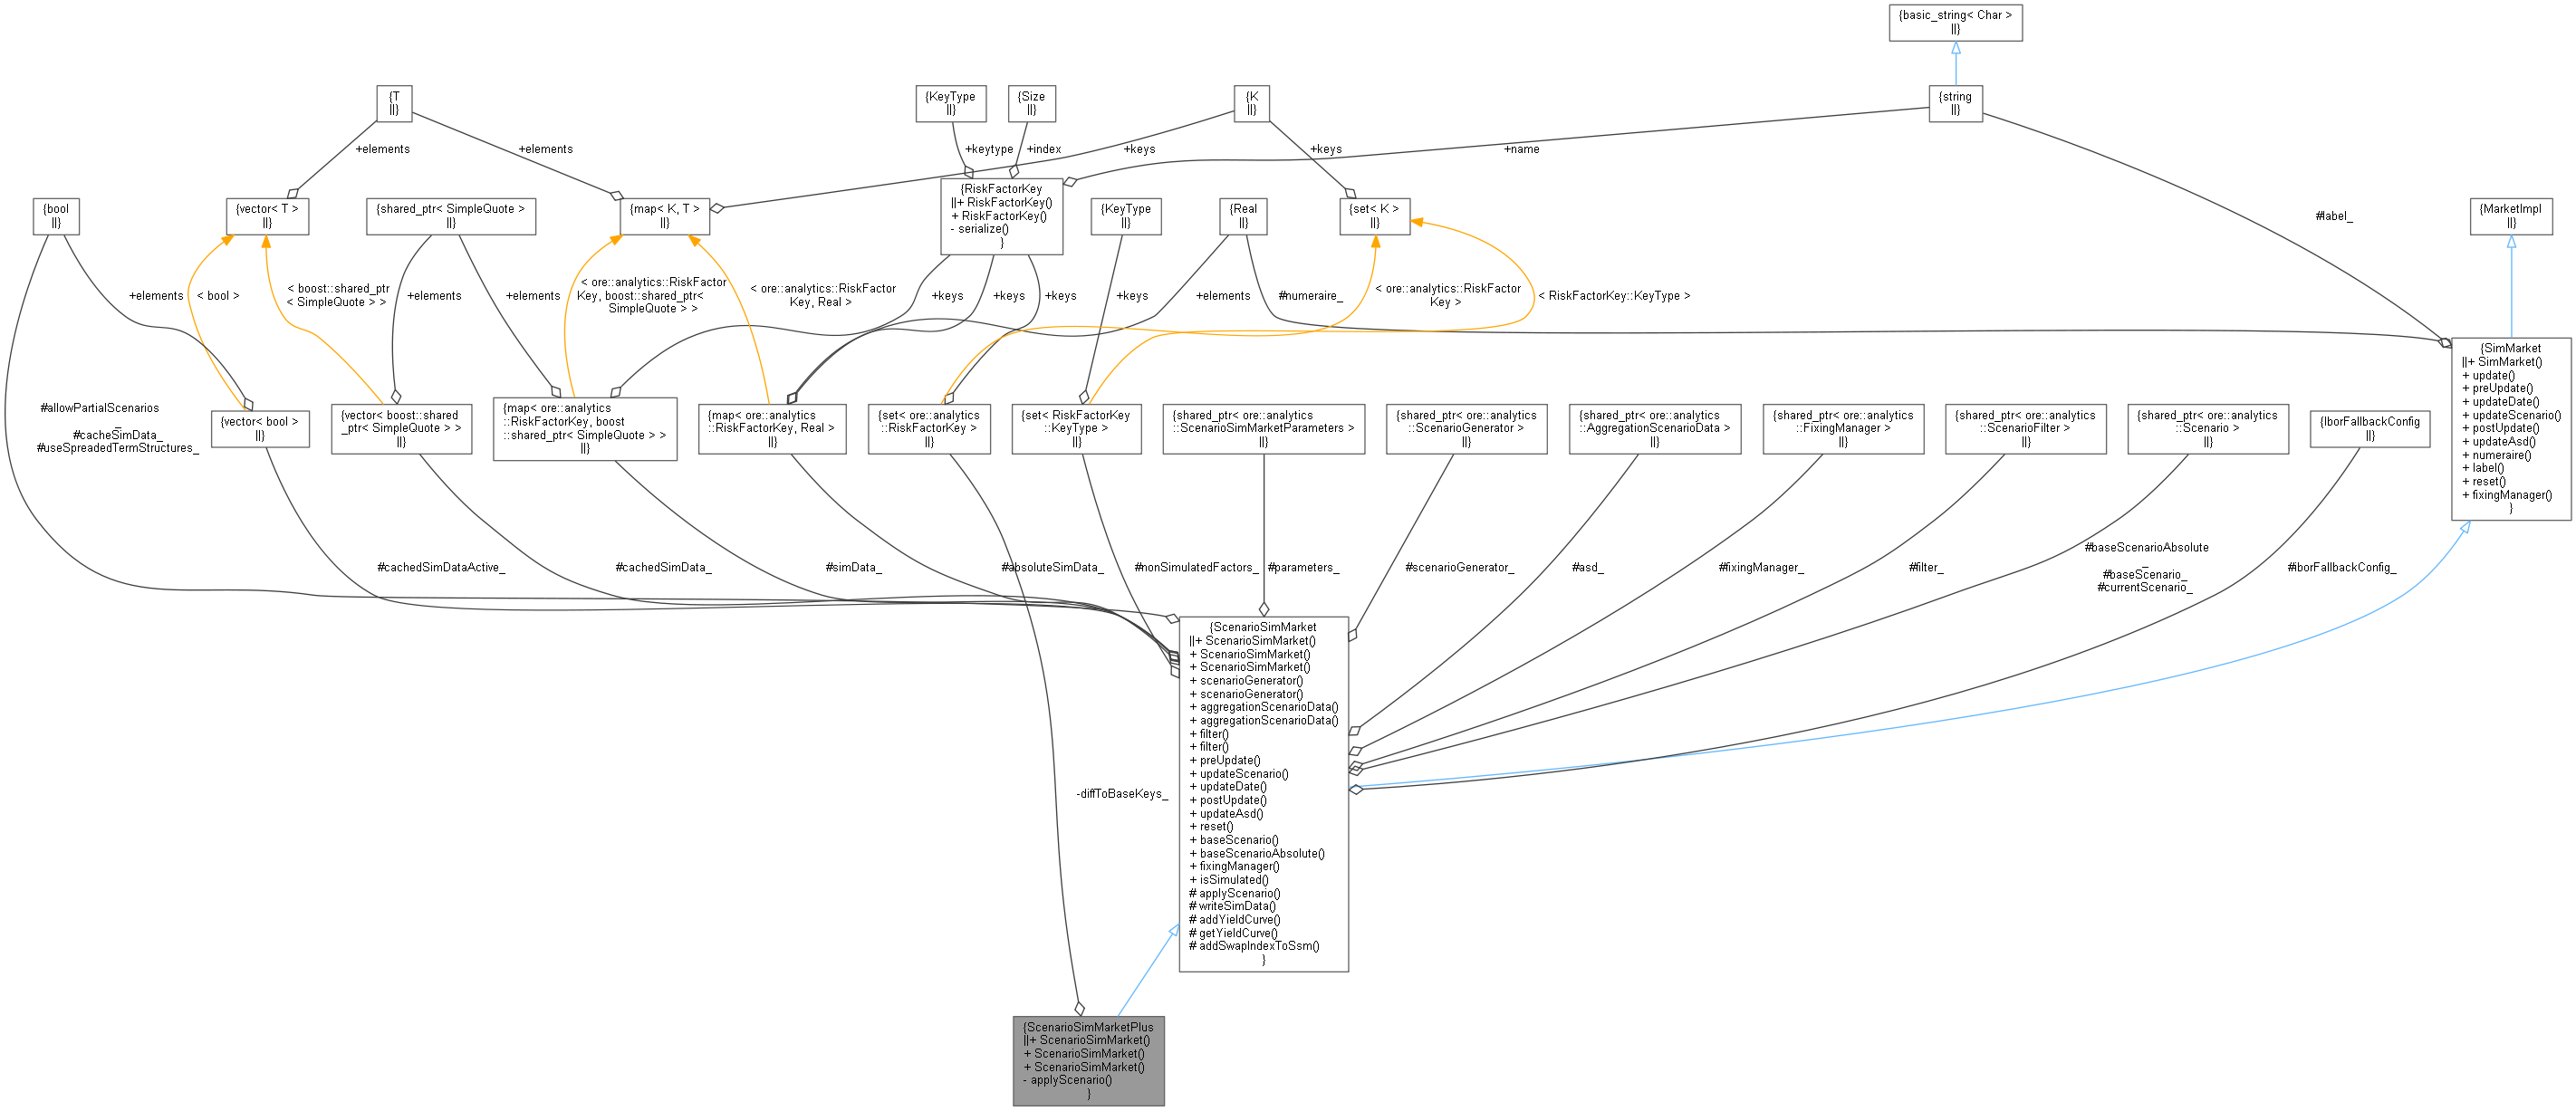 {basic_string< Char >
||}
{T
||}
{KeyType
||}
{Size
||}
{K
||}
{string
||}
+elements
+elements
+keytype
+index
+keys
+keys
+name
{bool
||}
{vector< T >
||}
{shared_ptr< SimpleQuote >
||}
{map< K, T >
||}
{RiskFactorKey
||+ RiskFactorKey()
+ RiskFactorKey()
- serialize()
}
{KeyType
||}
{Real
||}
{set< K >
||}
#label_
{MarketImpl
||}
+elements
< bool >
< boost::shared_ptr
< SimpleQuote > >
+elements
+elements
< ore::analytics::RiskFactor
Key, boost::shared_ptr<
SimpleQuote > >
< ore::analytics::RiskFactor
Key, Real >
+keys
+keys
+keys
+keys
+elements
#numeraire_
< ore::analytics::RiskFactor
Key >
< RiskFactorKey::KeyType >
#allowPartialScenarios
_
#cacheSimData_
#useSpreadedTermStructures_
{vector< bool >
||}
{vector< boost::shared
_ptr< SimpleQuote > >
||}
{map< ore::analytics
::RiskFactorKey, boost
::shared_ptr< SimpleQuote > >
||}
{map< ore::analytics
::RiskFactorKey, Real >
||}
{set< ore::analytics
::RiskFactorKey >
||}
{set< RiskFactorKey
::KeyType >
||}
{shared_ptr< ore::analytics
::ScenarioSimMarketParameters >
||}
{shared_ptr< ore::analytics
::ScenarioGenerator >
||}
{shared_ptr< ore::analytics
::AggregationScenarioData >
||}
{shared_ptr< ore::analytics
::FixingManager >
||}
{shared_ptr< ore::analytics
::ScenarioFilter >
||}
{shared_ptr< ore::analytics
::Scenario >
||}
{IborFallbackConfig
||}
{SimMarket
||+ SimMarket()
+ update()
+ preUpdate()
+ updateDate()
+ updateScenario()
+ postUpdate()
+ updateAsd()
+ numeraire()
+ label()
+ reset()
+ fixingManager()
}
#cachedSimDataActive_
#cachedSimData_
#simData_
#absoluteSimData_
#nonSimulatedFactors_
#parameters_
#scenarioGenerator_
#asd_
#fixingManager_
#filter_
#baseScenarioAbsolute
_
#baseScenario_
#currentScenario_
#iborFallbackConfig_
{ScenarioSimMarket
||+ ScenarioSimMarket()
+ ScenarioSimMarket()
+ ScenarioSimMarket()
+ scenarioGenerator()
+ scenarioGenerator()
+ aggregationScenarioData()
+ aggregationScenarioData()
+ filter()
+ filter()
+ preUpdate()
+ updateScenario()
+ updateDate()
+ postUpdate()
+ updateAsd()
+ reset()
+ baseScenario()
+ baseScenarioAbsolute()
+ fixingManager()
+ isSimulated()
# applyScenario()
# writeSimData()
# addYieldCurve()
# getYieldCurve()
# addSwapIndexToSsm()
}
-diffToBaseKeys_
{ScenarioSimMarketPlus
||+ ScenarioSimMarket()
+ ScenarioSimMarket()
+ ScenarioSimMarket()
- applyScenario()
}